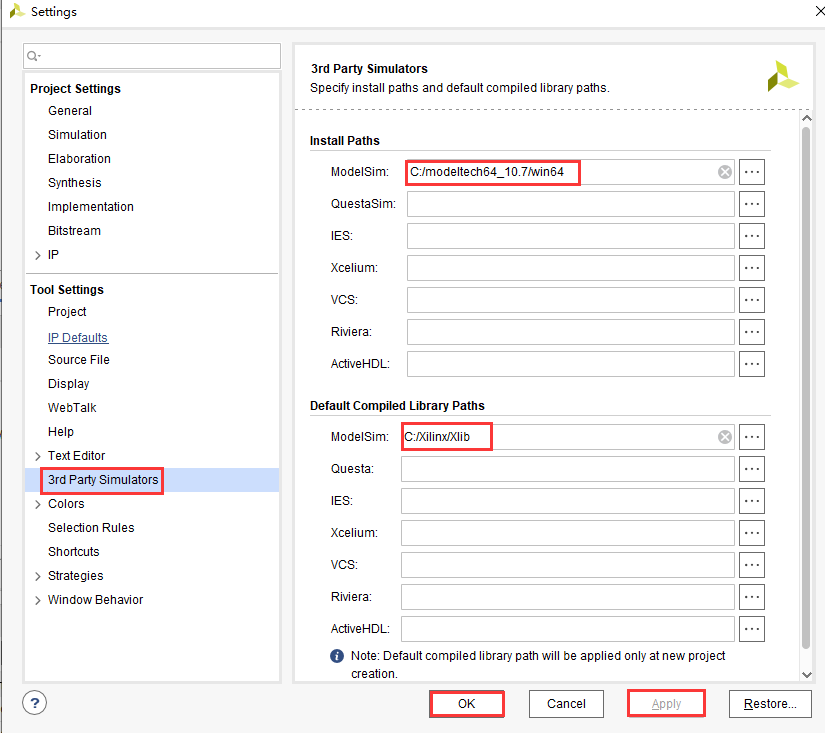 Settings
Project Settings
General
Simulation
Elaboration
Synthesis
Implementation
Bitstream
IP
Tool Settings
Project
IP Defaults
Source File
Display
WebTalk
Help
Text Editor
3rd Party Simulators
Colors
Selection Rules
Shortcuts
Strategies
Window Behavior
3rd Party Simulators
Specify install paths and default compiled library paths.
Install Paths
ModelSim: C:/modeltech64_10.7/win64 ...
QuestaSim: ...
IES: ...
Xcelium: ...
VCS: ...
Riviera: ...
ActiveHDL: ...
Default Compiled Library Paths
ModelSim: C:/Xilinx/Xlib ...
Questa: ...
IES: ...
Xcelium: ...
VCS: ...
Riviera: ...
ActiveHDL: ...
Note: Default compiled library path will be applied only at new project
creation.
? OK Cancel Apply Restore...